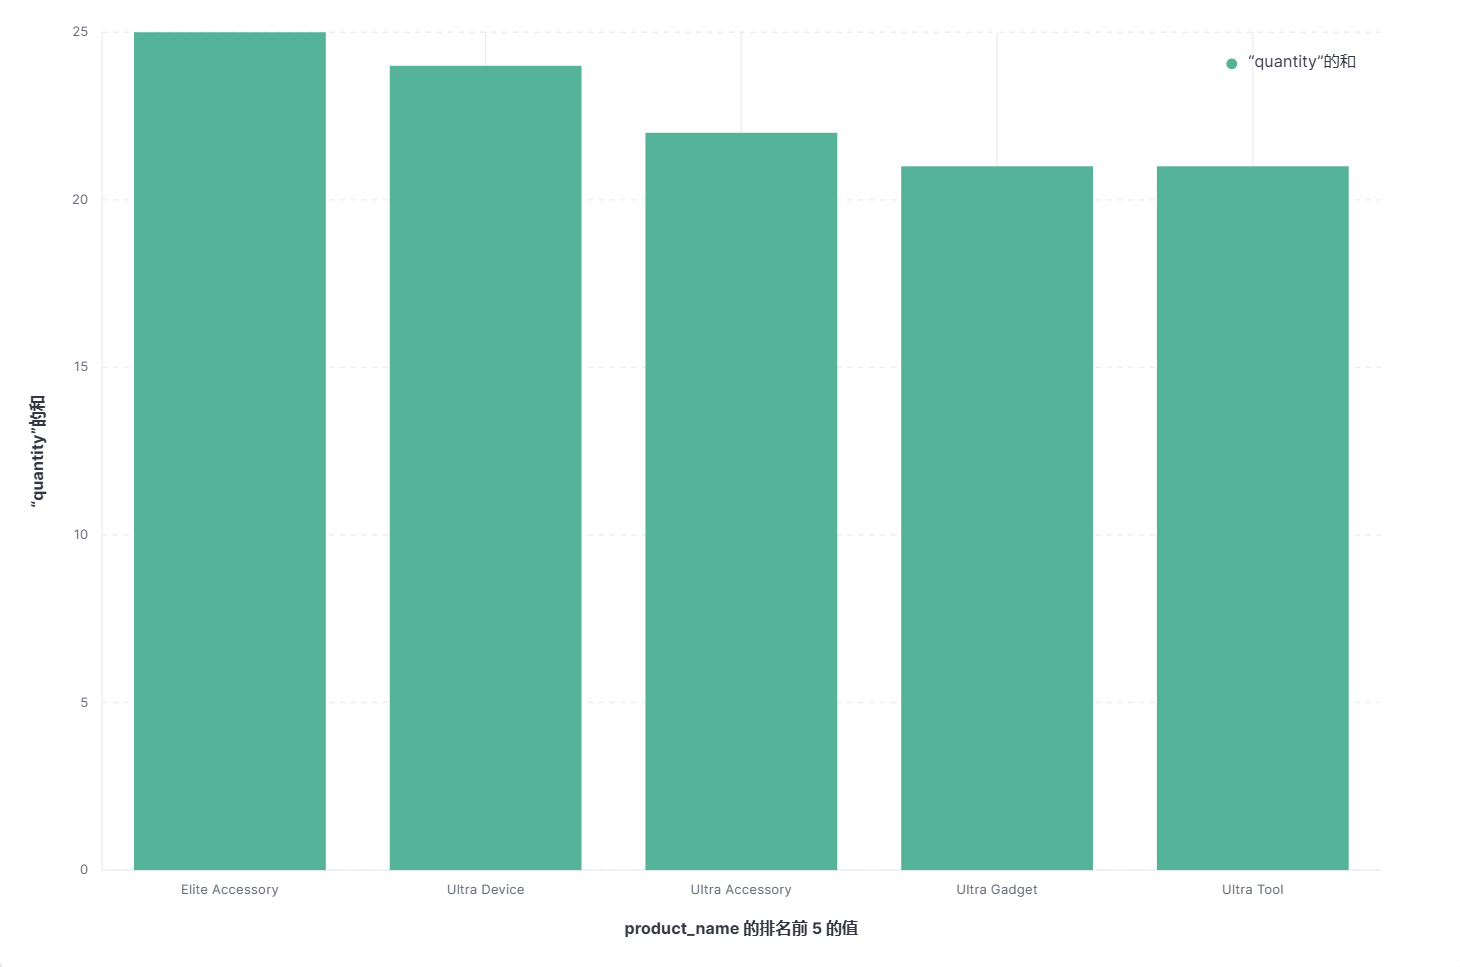 25
20
15
10
5
0
“quantity”的和
“quantity”的和
Elite Accessory
Ultra Device
Ultra Accessory
Ultra Gadget
Ultra Tool
product_name 的排名前 5 的值